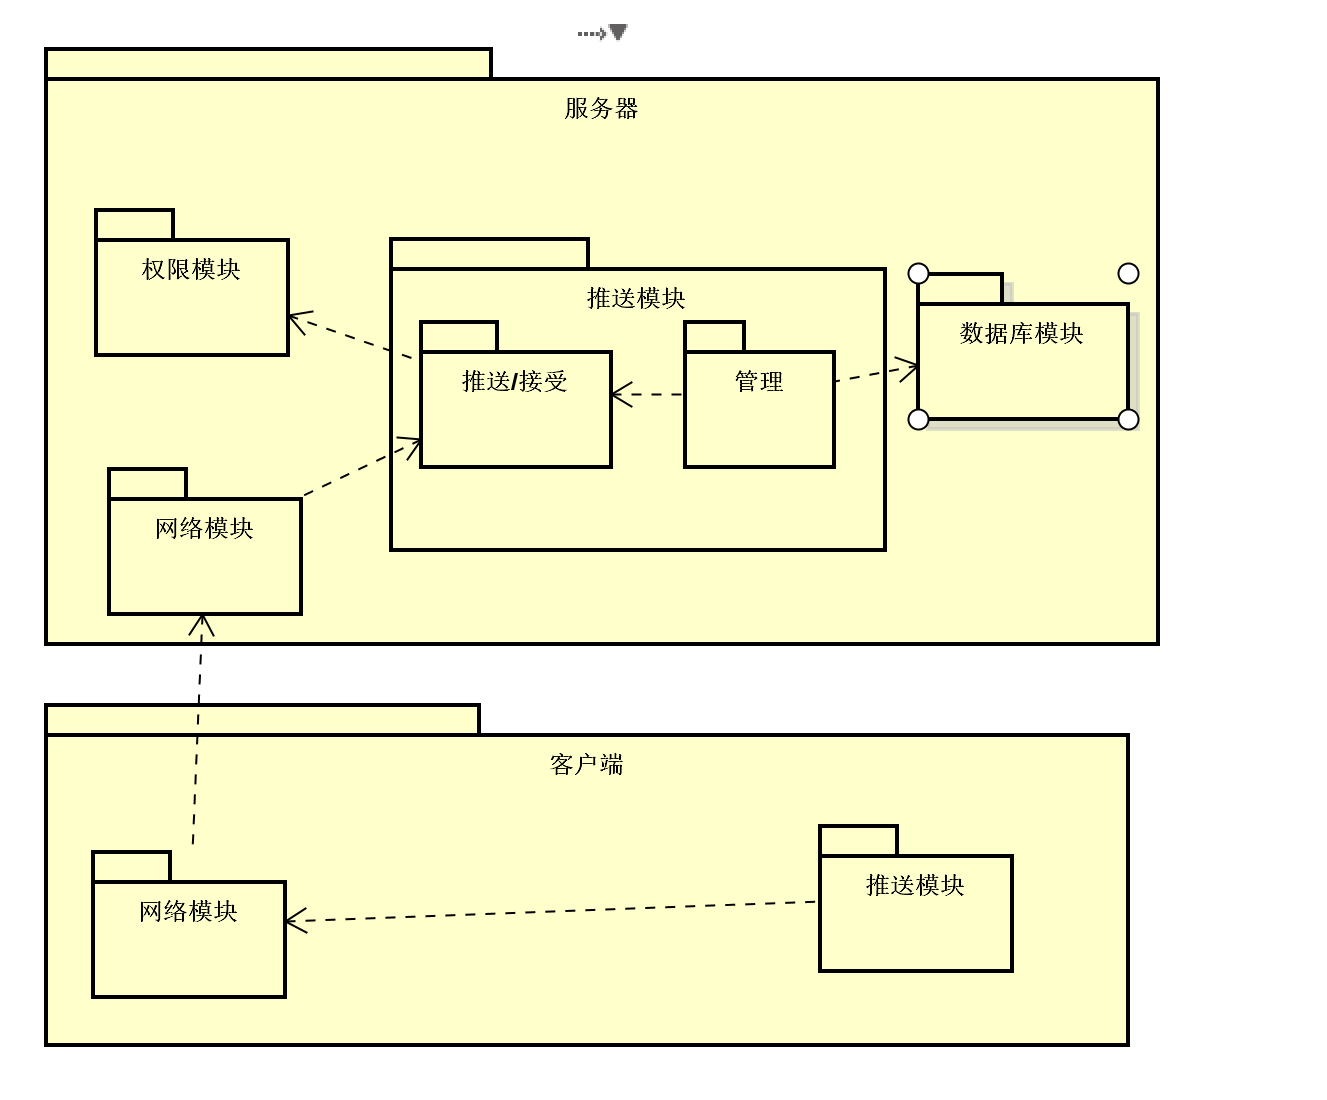 服务器
权限模块
推送模块
数据库模块
推送/接受
管理
网络模块
客户端
推送模块
网络模块